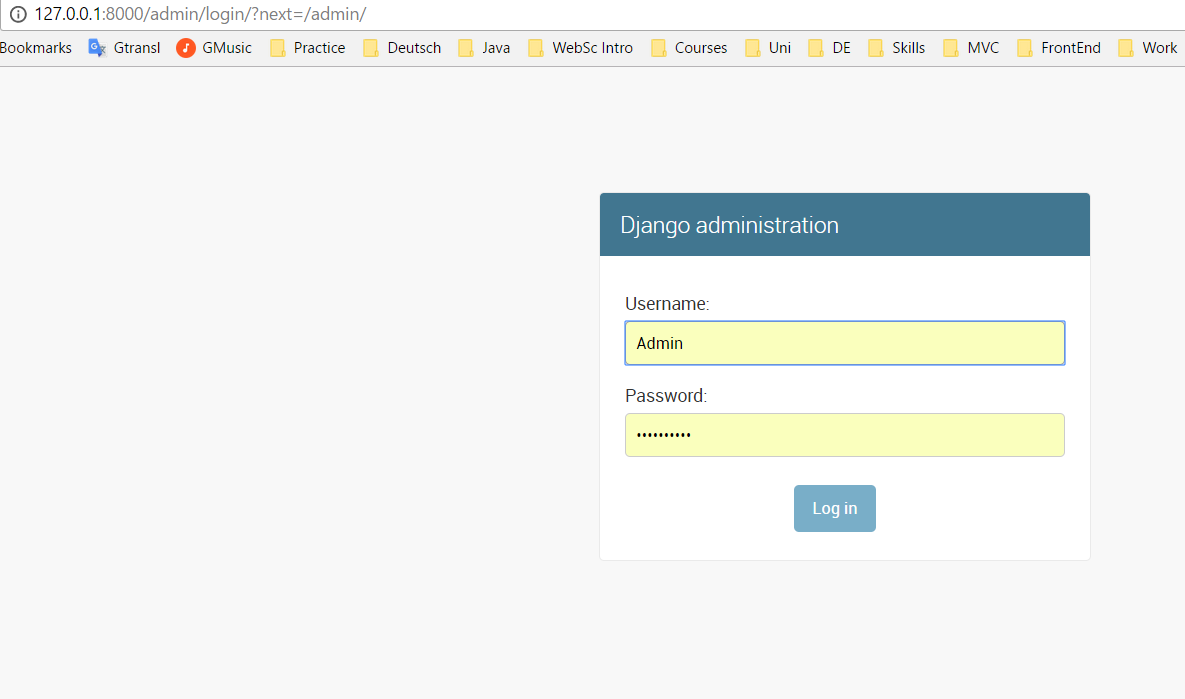 127.0.0.1:8000/admin/login/?next=/admin/
Bookmarks Gtransl GMusic Practice Deutsch Java WebSc Intro Courses Uni DE Skills MVC FrontEnd Work
Django administration
Username:
Admin
Password:
••••••••••
Log in